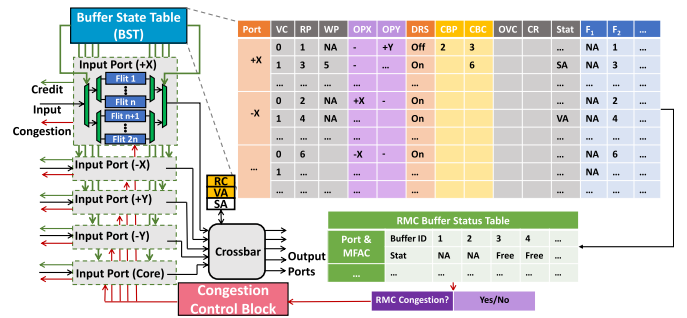 Buffer State Table
(BST)
Input Port (+X)
Flit 1
Flit n
Flit n+1
Flit 2n
Credit
Input
Congestion
Input Port (-X)
Input Port (+Y)
Input Port (-Y)
Input Port (Core)
RC
VA
SA
Crossbar
Output
Ports
Congestion
Control Block
Port VC RP WP OPX OPY DRS CBP CBC OVC CR Stat F1 F2 ...
+X 0 1 NA - +Y Off 2 3 ... NA 1 ...
1 3 5 - ... On 6 SA NA 3 ...
... ... ... ... ... ...
-X 0 2 NA +X - On ... NA 2 ...
1 4 NA On VA NA 4 ...
... ... ... ... ... ...
... 0 6 -X - On ... NA 6 ...
1 ... NA ... ...
... ... ... ... ... ... ...
RMC Buffer Status Table
Port &
MFAC
Buffer ID 1 2 3 4 ...
Stat NA NA Free Free ...
... ... ... ... ...
RMC Congestion? Yes/No